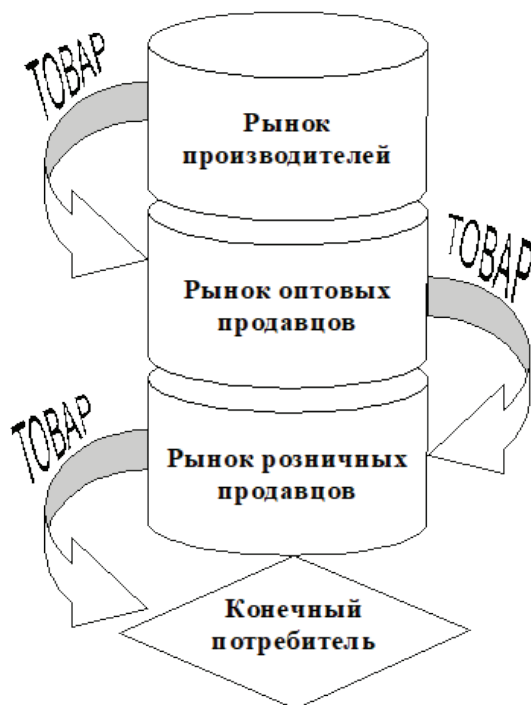 ТОВАР
Рынок
производителей
ТОВАР
Рынок оптовых
продавцов
ТОВАР
Рынок розничных
продавцов
Конечный
потребитель